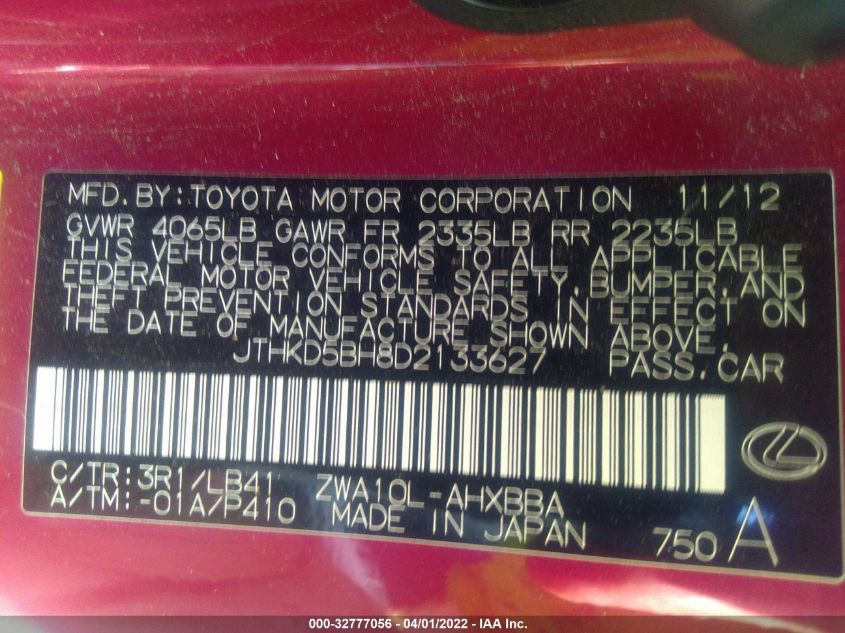 MFD.BY:TOYOTA MOTOR CORPORATION 11/12
GVWR 4065LB GAWR FR 2335LB RR 2235LB
THIS VEHICLE CONFORMS TO ALL APPLICABLE
FEDERAL MOTOR VEHICLE SAFETY,BUMPER,AND
THEFT PREVENTION STANDARDS IN EFFECT ON
THE DATE OF MANUFACTURE SHOWN ABOVE.
JTHKD5BH8D2133627 PASS.CAR
C/TR:3R1/LB41 ZWA10L-AHXBBA
A/TM:-01A/P410 MADE IN JAPAN 750 A
000-32777056 - 04/01/2022 - IAA Inc.